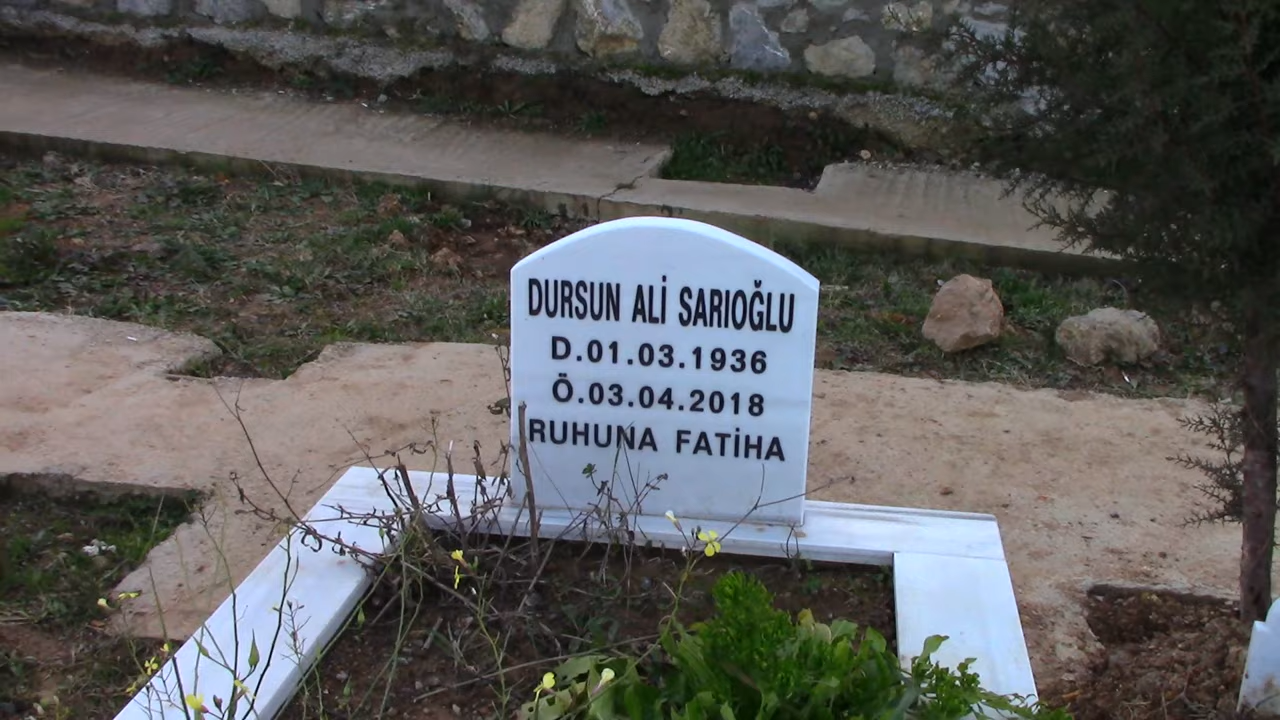 DURSUN ALİ SARIOĞLU
D.01.03.1936
Ö.03.04.2018
RUHUNA FATİHA